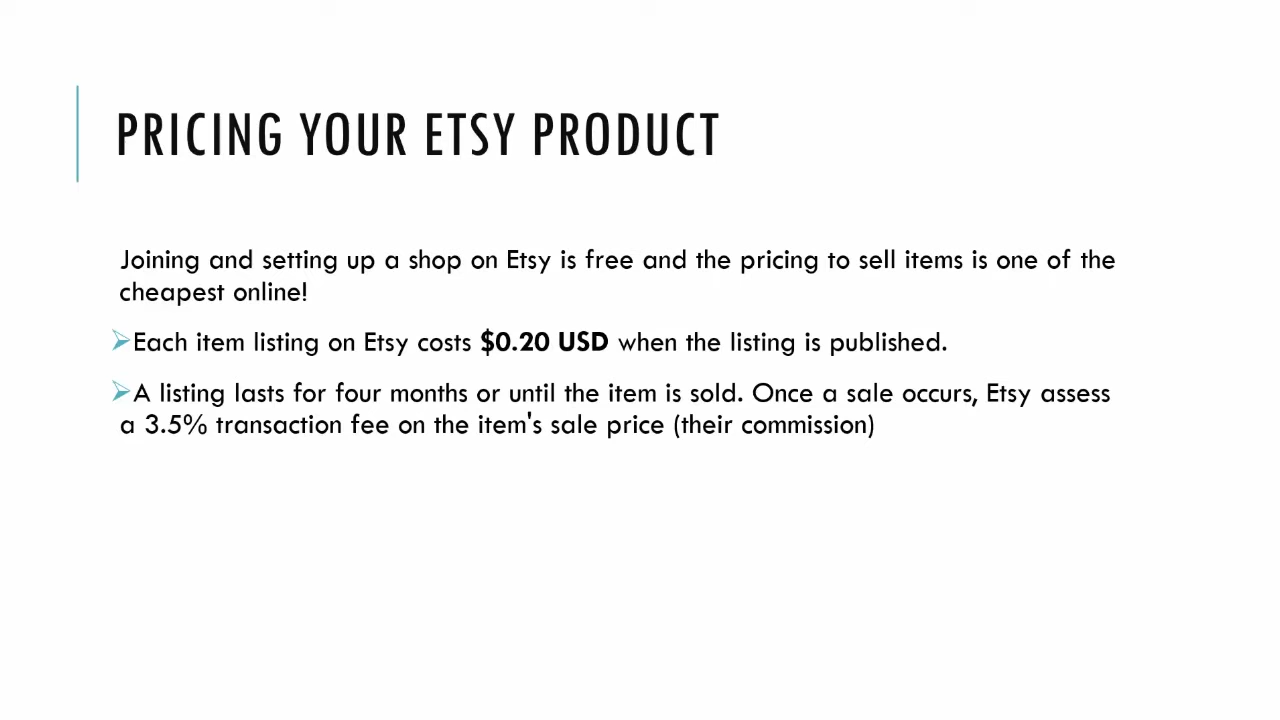 PRICING YOUR ETSY PRODUCT
Joining and setting up a shop on Etsy is free and the pricing to sell items is one of the
cheapest online!
➢Each item listing on Etsy costs $0.20 USD when the listing is published.
➢A listing lasts for four months or until the item is sold. Once a sale occurs, Etsy assess
a 3.5% transaction fee on the item's sale price (their commission)